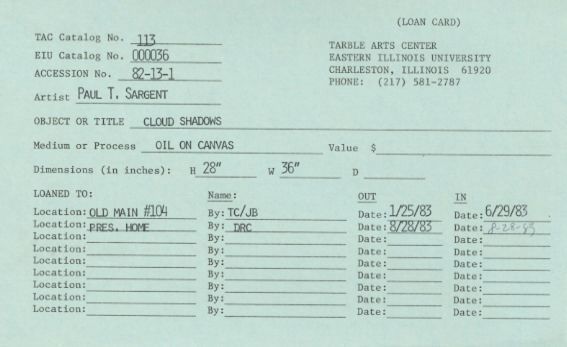 (LOAN CARD)
TAC Catalog No. 113
EIU Catalog No. 000036
ACCESSION No. 82-13-1
Artist PAUL T. SARGENT
TARBLE ARTS CENTER
EASTERN ILLINOIS UNIVERSITY
CHARLESTON, ILLINOIS 61920
PHONE: (217) 581-2787
OBJECT OR TITLE CLOUD SHADOWS
Medium or Process OIL ON CANVAS Value $
Dimensions (in inches): H 28" W 36" D
LOANED TO: Name: OUT IN
Location: OLD MAIN #104 By: TC/JB Date: 1/25/83 Date: 6/29/83
Location: PRES. HOME By: DRC Date: 8/28/83 Date: 8-28-83
Location: By: Date: Date:
Location: By: Date: Date:
Location: By: Date: Date:
Location: By: Date: Date:
Location: By: Date: Date:
Location: By: Date: Date:
Location: By: Date: Date: